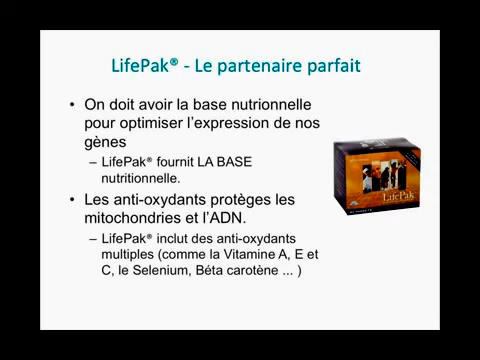 LifePak® - Le partenaire parfait
• On doit avoir la base nutrionnelle
pour optimiser l'expression de nos
gènes
– LifePak® fournit LA BASE
nutritionnelle.
• Les anti-oxydants protèges les
mitochondries et l'ADN.
– LifePak® inclut des anti-oxydants
multiples (comme la Vitamine A, E et
C, le Selenium, Béta carotène ... )
LifePak